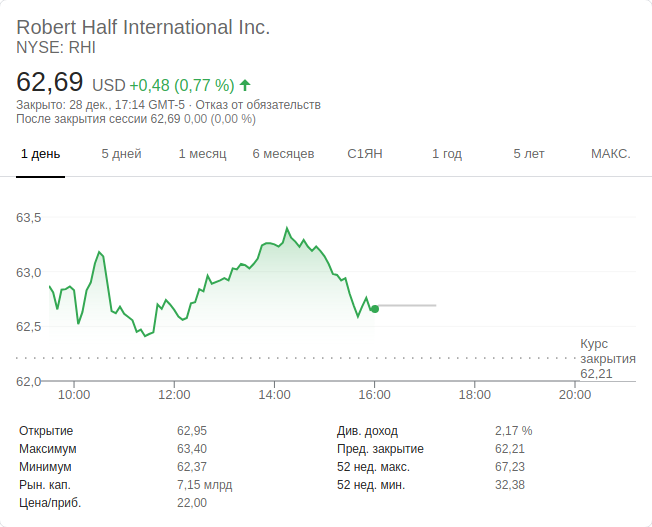 Robert Half International Inc.
NYSE: RHI
62,69 USD +0,48 (0,77 %)
Закрыто: 28 дек., 17:14 GMT-5 · Отказ от обязательств
После закрытия сессии 62,69 0,00 (0,00 %)
1 день 5 дней 1 месяц 6 месяцев С1ЯН 1 год 5 лет МАКС.
63,5
63,0
62,5
Курс
закрытия
62,21
62,0
10:00 12:00 14:00 16:00 18:00 20:00
Открытие 62,95 Див. доход 2,17 %
Максимум 63,40 Пред. закрытие 62,21
Минимум 62,37 52 нед. макс. 67,23
Рын. кап. 7,15 млрд 52 нед. мин. 32,38
Цена/приб. 22,00